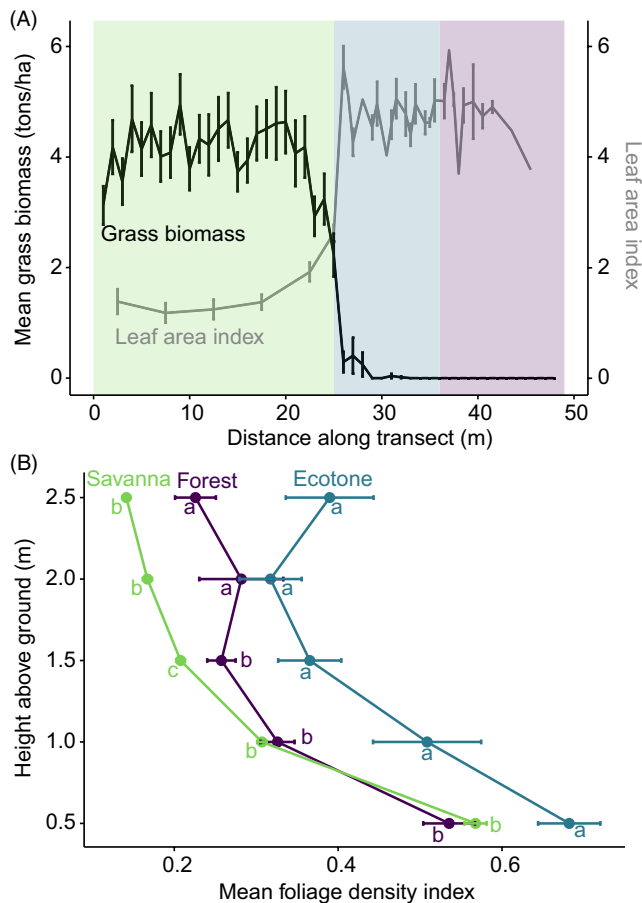 (A)
Mean grass biomass (tons/ha)
6
4
2
0
Grass biomass
Leaf area index
6
4
2
0
Leaf area index
0
10
20
30
40
50
Distance along transect (m)
(B)
Savanna
Forest
Ecotone
Height above ground (m)
2.5
2.0
1.5
1.0
0.5
b
a
a
b
a
a
c
b
a
b
b
a
b
b
a
0.2
0.4
0.6
Mean foliage density index